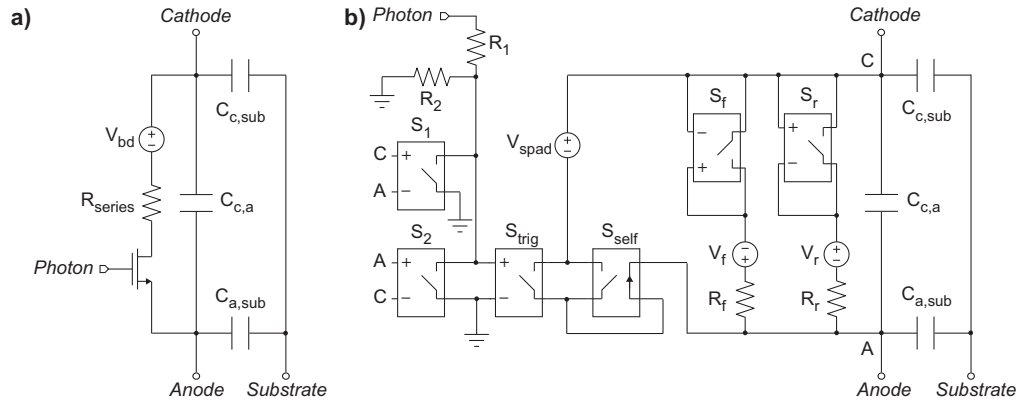 a)
Cathode
V_bd
C_c,sub
R_series
C_c,a
Photon
C_a,sub
Anode
Substrate
b)
Photon
R_1
R_2
S_1
C
+
A
−
S_2
A
+
C
−
S_trig
+
−
S_self
V_spad
+
−
S_f
−
+
S_r
+
−
V_f
−+
V_r
+−
R_f
R_r
Cathode
C
C_c,sub
C_c,a
C_a,sub
A
Anode
Substrate